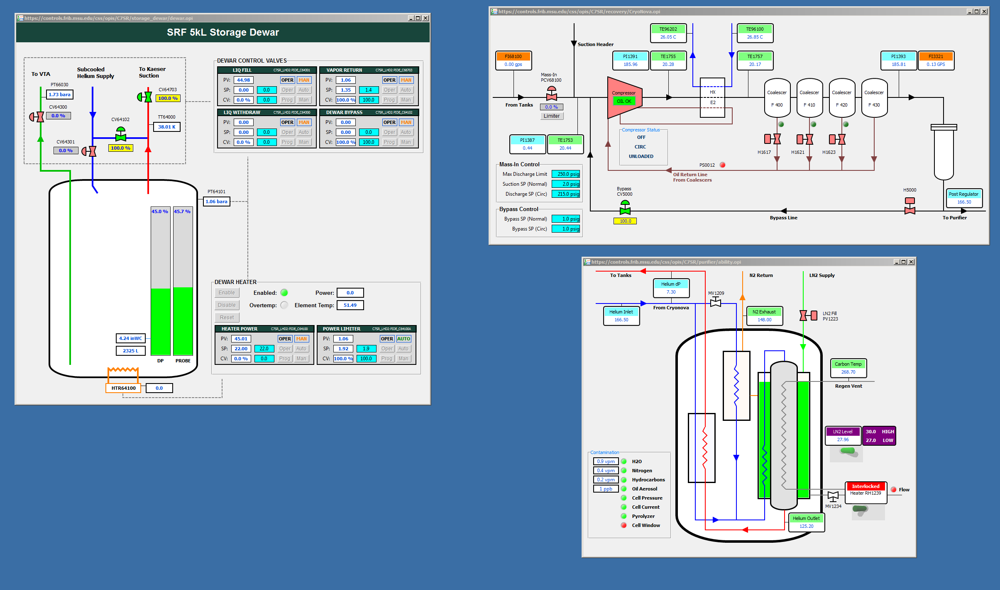 https://controls.frib.msu.edu/css/opis/C7SR/storage_dewar/dewar.opi
SRF 5kL Storage Dewar
To VTA
Subcooled
Helium Supply
To Kaeser
Suction
PT66030
1.73 bara
CV64703
100.0 %
CV64300
0.0 %
TT64000
38.01 K
CV64102
100.0 %
CV64301
0.0 %
PT64101
1.06 bara
45.0 %
45.7 %
4.24 inWC
2325 L
DP
PROBE
HTR64100
0.0
DEWAR CONTROL VALVES
LIQ FILL C7SR_LHD2:PIDE_C64301
PV: 44.98 OPER MAN
SP: 0.00 0.0 Oper Auto
CV: 0.0 % 0.0 Prog Man
VAPOR RETURN C7SR_LHD2:PIDE_C66703
PV: 1.06 OPER MAN
SP: 1.35 1.4 Oper Auto
CV: 100.0 % 100.0 Prog Man
LIQ WITHDRAW C7SR_LHD2:PIDE_C64300
PV: 0.00 OPER MAN
SP: 0.00 0.0 Oper Auto
CV: 0.0 % 0.0 Prog Man
DEWAR BYPASS C7SR_LHD2:PIDE_C64102
PV: 0.00 OPER MAN
SP: 0.00 0.0 Oper Auto
CV: 100.0 % 100.0 Prog Man
DEWAR HEATER
Enable Enabled: Power: 0.0
Disable Overtemp: Element Temp: 51.49
Reset
HEATER POWER C7SR_LHD2:PIDE_C64100
PV: 45.01 OPER MAN
SP: 22.00 22.0 Oper Auto
CV: 0.0 % 0.0 Prog Man
POWER LIMITER C7SR_LHD2:PIDE_C64100A
PV: 1.06 OPER AUTO
SP: 1.92 1.9 Oper Auto
CV: 100.0 % 100.0 Prog Man
https://controls.frib.msu.edu/css/opis/C7SR/recovery/CryoNova.opi
Suction Header
TE96202
26.05 C
TE96100
26.85 C
FI68100
0.00 gps
PI1391
185.96
TE1755
20.28
TE1757
20.17
PI1393
185.81
FI3321
0.13 GPS
Mass-In
PCV68100
0.0 %
Limiter
From Tanks
Compressor
OIL OK
HX
E2
Coalescer
F 400
Coalescer
F 410
Coalescer
F 420
Coalescer
F 430
PI1387
0.44
TE1753
20.44
Compressor Status
OFF
CIRC
UNLOADED
H1617
H1621
H1623
PS0012
Oil Return Line
From Coalescers
Mass-In Control
Max Discharge Limit 250.0 psig
Suction SP (Normal) 2.0 psig
Discharge SP (Circ) 215.0 psig
Bypass Control
Bypass SP (Normal) 1.0 psig
Bypass SP (Circ) 1.0 psig
Bypass
CV5000
100.0
Bypass Line
H5000
Post Regulator
166.50
To Purifier
https://controls.frib.msu.edu/css/opis/C7SR/purifier/ability.opi
To Tanks
Helium dP
7.30
N2 Return
LN2 Supply
MV1209
From Cryonova
Helium Inlet
166.50
N2 Exhaust
148.00
LN2 Fill
PV1223
Carbon Temp
268.70
Regen Vent
LN2 Level
27.96
30.0 HIGH
27.0 LOW
Contamination
0.9 vpm H2O
0.4 vpm Nitrogen
0.2 vpm Hydrocarbons
1 ppb Oil Aerosol
Cell Pressure
Cell Current
Pyrolyzer
Cell Window
Interlocked
Heater RH1239
Flow
MV1234
Helium Outlet
125.20